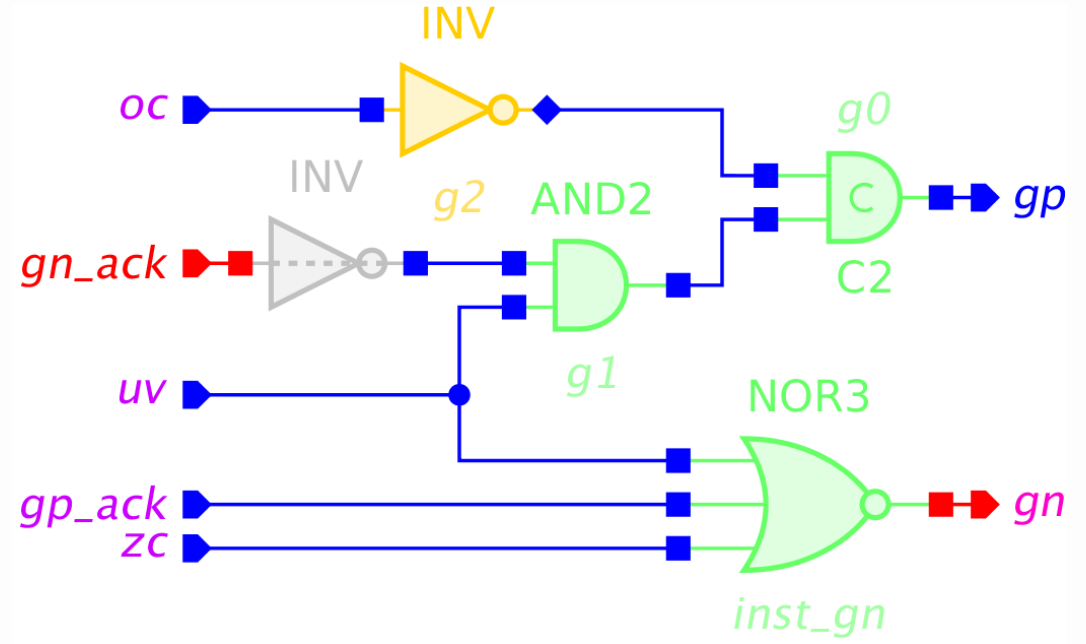 INV
oc
g0
INV
g2
AND2
C
gp
gn_ack
C2
g1
uv
NOR3
gp_ack
gn
zc
inst_gn